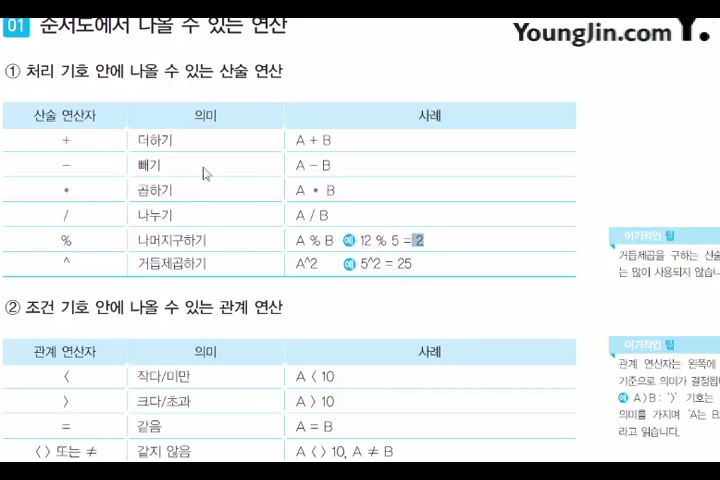 01 순서도에서 나올 수 있는 연산
YoungJin.com Y.
① 처리 기호 안에 나올 수 있는 산술 연산
산술 연산자 의미 사례
+ 더하기 A + B
- 빼기 A - B
* 곱하기 A * B
/ 나누기 A / B
% 나머지구하기 A % B 예 12 % 5 = 2
^ 거듭제곱하기 A^2 예 5^2 = 25
이기적인 팁
거듭제곱을 구하는 산술
는 많이 사용되지 않습니
② 조건 기호 안에 나올 수 있는 관계 연산
관계 연산자 의미 사례
< 작다/미만 A < 10
> 크다/초과 A > 10
= 같음 A = B
< > 또는 ≠ 같지 않음 A < > 10, A ≠ B
이기적인 팁
관계 연산자는 왼쪽에
기준으로 의미가 결정됩
예 A > B : '>' 기호는
의미를 가지며 'A는 B
라고 읽습니다.